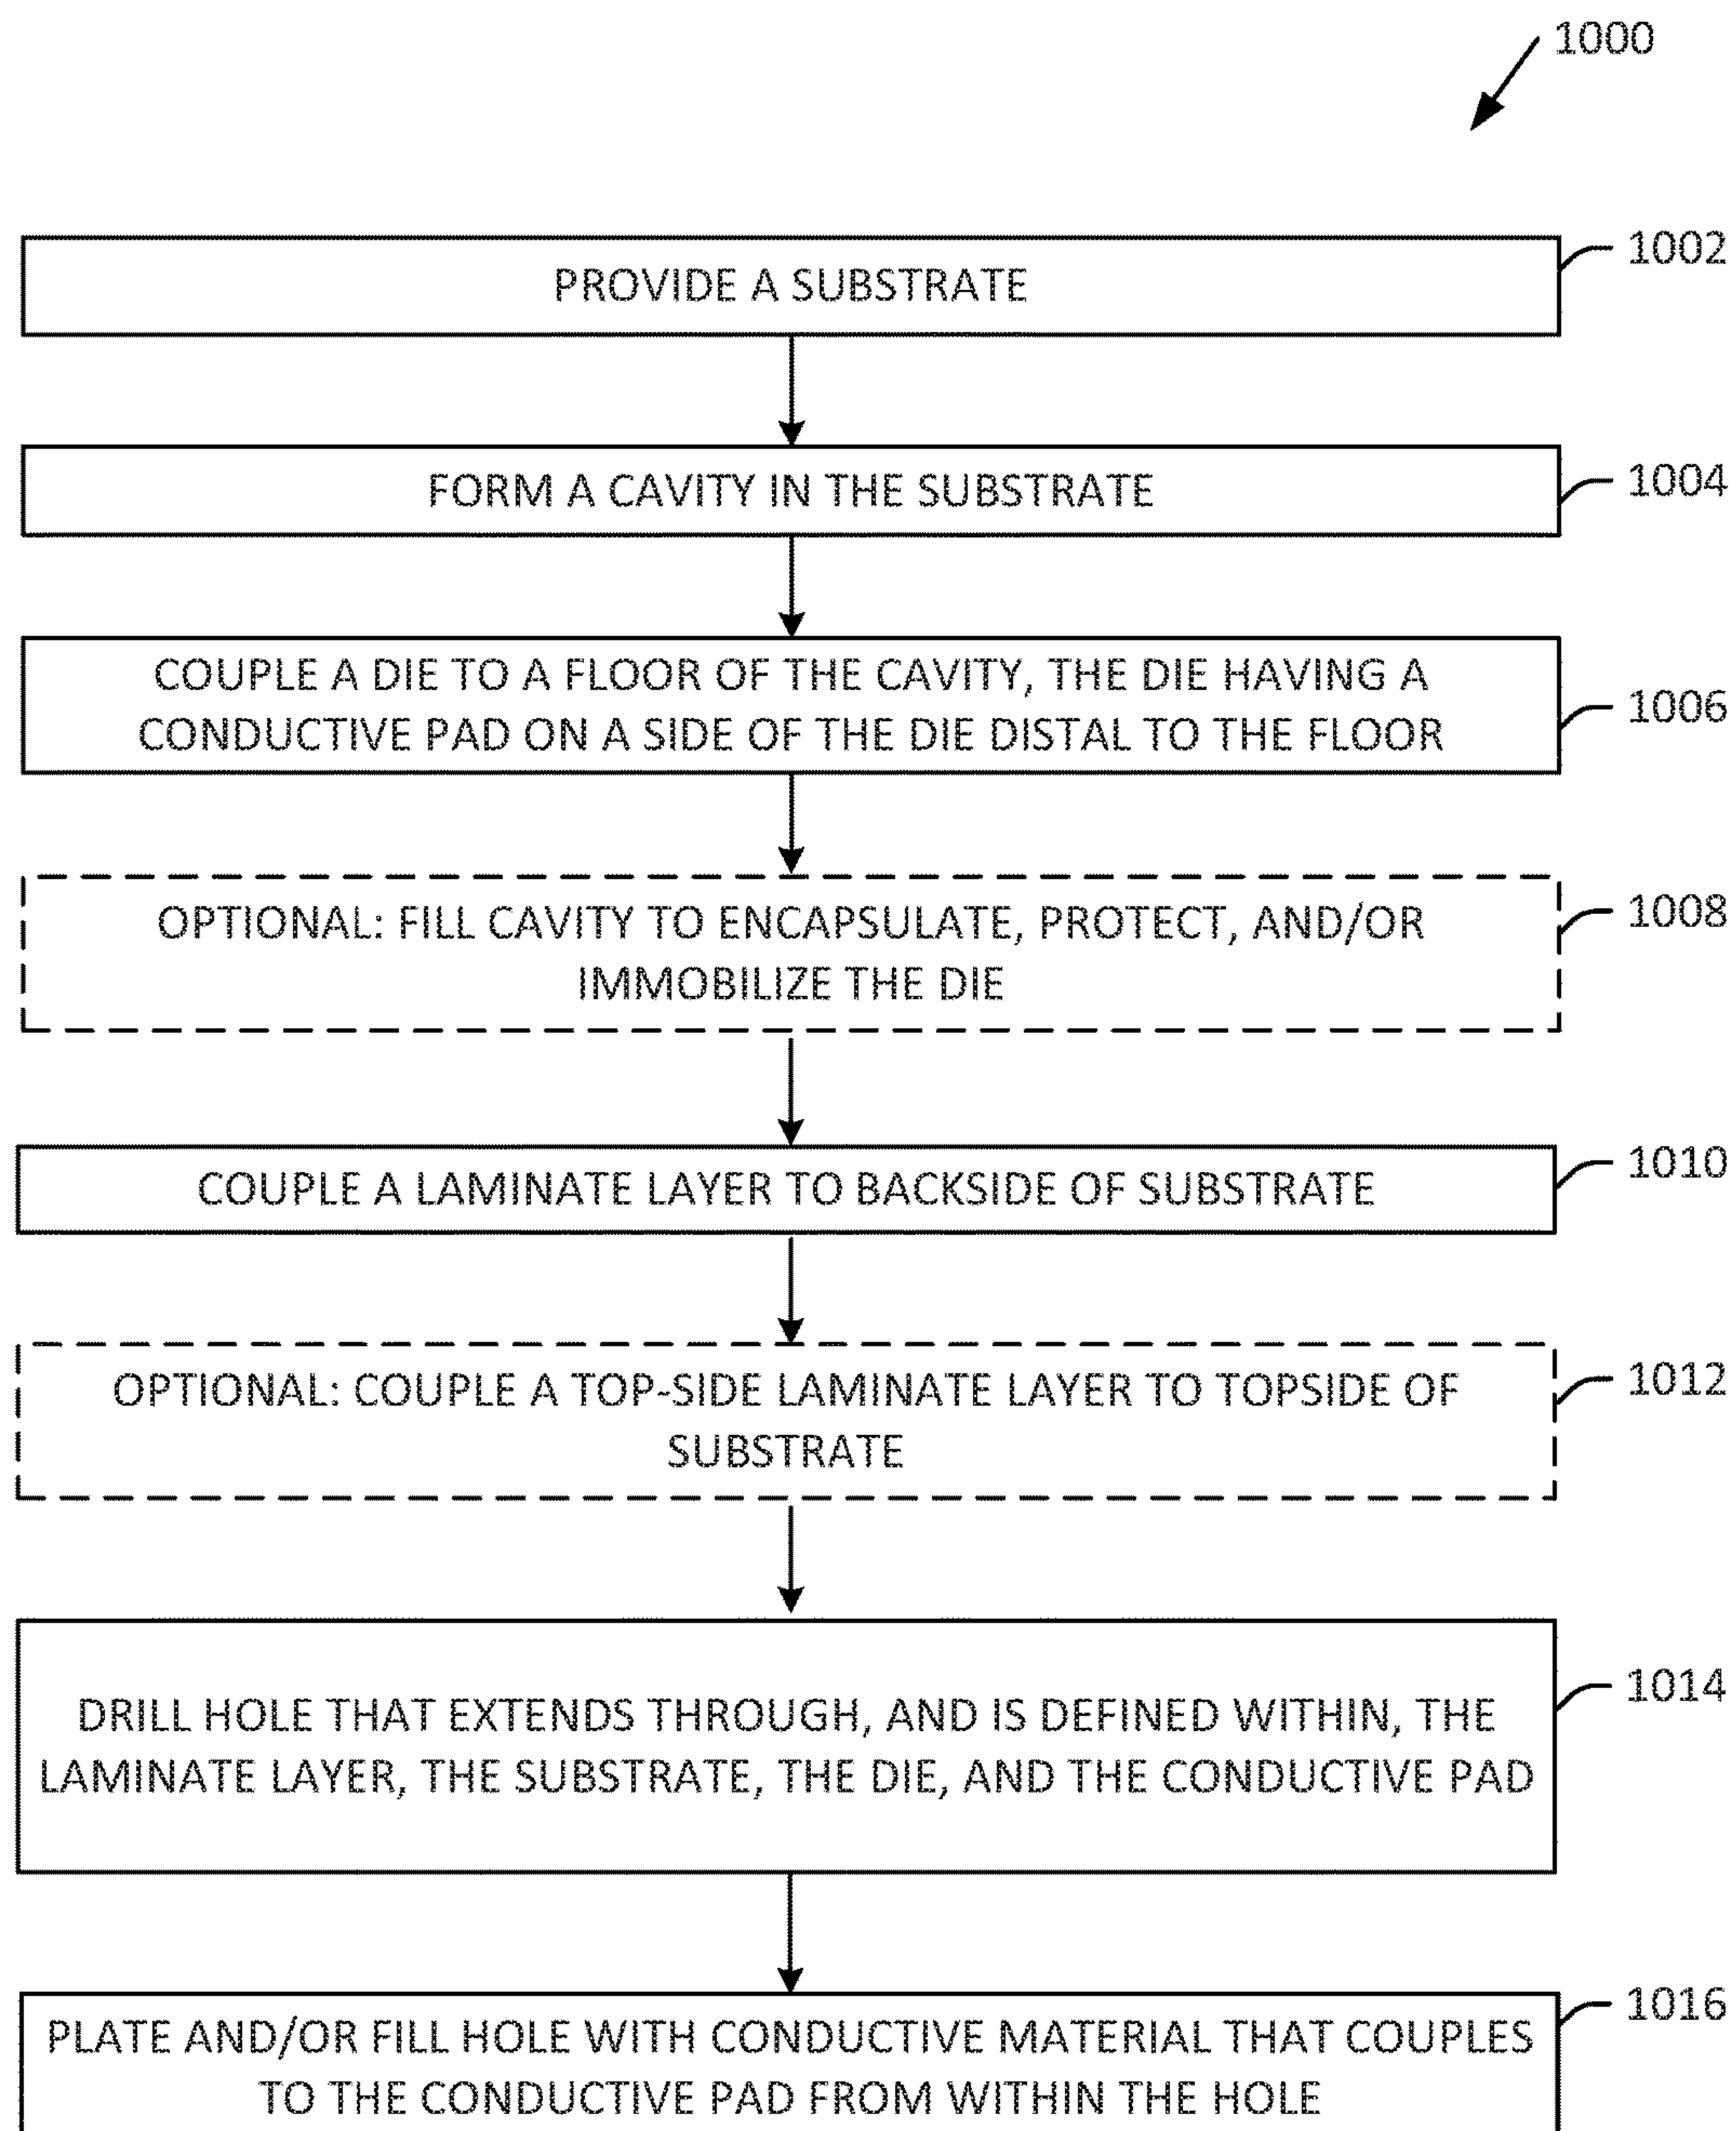 1000
PROVIDE A SUBSTRATE
1002
FORM A CAVITY IN THE SUBSTRATE
1004
COUPLE A DIE TO A FLOOR OF THE CAVITY, THE DIE HAVING A
CONDUCTIVE PAD ON A SIDE OF THE DIE DISTAL TO THE FLOOR
1006
OPTIONAL: FILL CAVITY TO ENCAPSULATE, PROTECT, AND/OR
IMMOBILIZE THE DIE
1008
COUPLE A LAMINATE LAYER TO BACKSIDE OF SUBSTRATE
1010
OPTIONAL: COUPLE A TOP-SIDE LAMINATE LAYER TO TOPSIDE OF
SUBSTRATE
1012
DRILL HOLE THAT EXTENDS THROUGH, AND IS DEFINED WITHIN, THE
LAMINATE LAYER, THE SUBSTRATE, THE DIE, AND THE CONDUCTIVE PAD
1014
PLATE AND/OR FILL HOLE WITH CONDUCTIVE MATERIAL THAT COUPLES
TO THE CONDUCTIVE PAD FROM WITHIN THE HOLE
1016